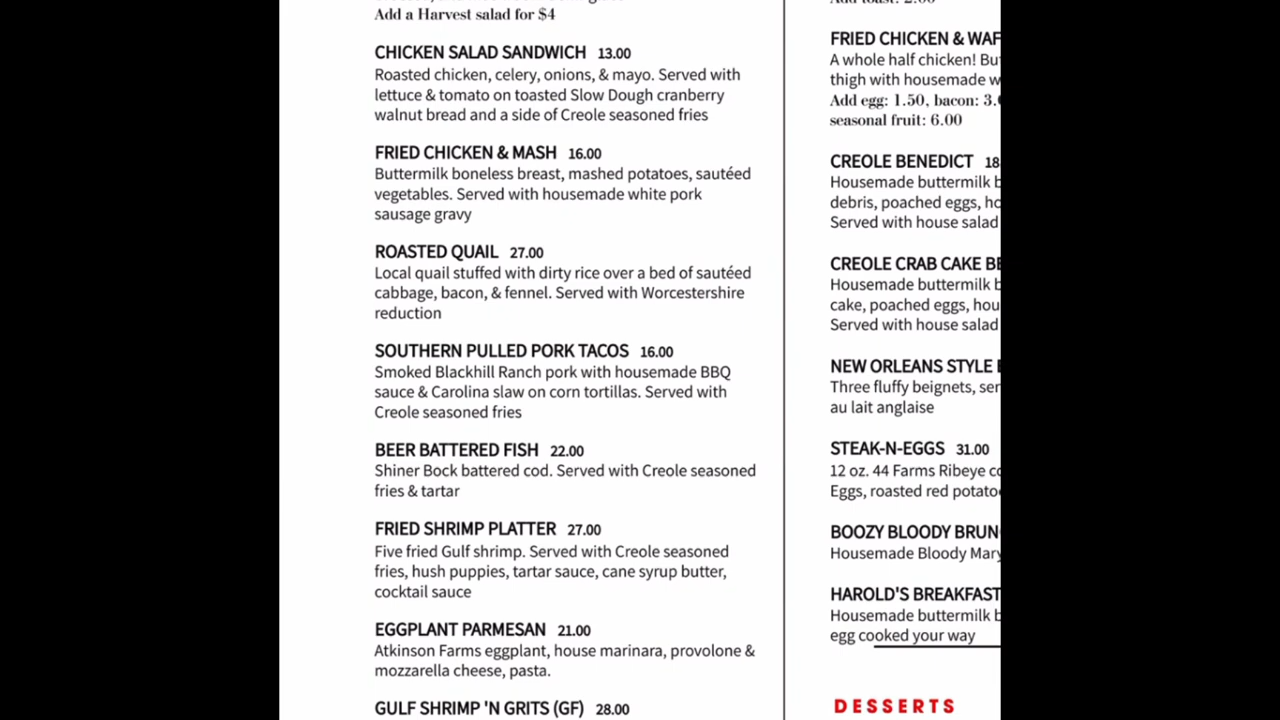 Add a Harvest salad for $4
CHICKEN SALAD SANDWICH 13.00
Roasted chicken, celery, onions, & mayo. Served with
lettuce & tomato on toasted Slow Dough cranberry
walnut bread and a side of Creole seasoned fries
FRIED CHICKEN & MASH 16.00
Buttermilk boneless breast, mashed potatoes, sautéed
vegetables. Served with housemade white pork
sausage gravy
ROASTED QUAIL 27.00
Local quail stuffed with dirty rice over a bed of sautéed
cabbage, bacon, & fennel. Served with Worcestershire
reduction
SOUTHERN PULLED PORK TACOS 16.00
Smoked Blackhill Ranch pork with housemade BBQ
sauce & Carolina slaw on corn tortillas. Served with
Creole seasoned fries
BEER BATTERED FISH 22.00
Shiner Bock battered cod. Served with Creole seasoned
fries & tartar
FRIED SHRIMP PLATTER 27.00
Five fried Gulf shrimp. Served with Creole seasoned
fries, hush puppies, tartar sauce, cane syrup butter,
cocktail sauce
EGGPLANT PARMESAN 21.00
Atkinson Farms eggplant, house marinara, provolone &
mozzarella cheese, pasta.
GULF SHRIMP 'N GRITS (GF) 28.00
Add toast: 2.00
FRIED CHICKEN & WAF
A whole half chicken! Bu
thigh with housemade w
Add egg: 1.50, bacon: 3.
seasonal fruit: 6.00
CREOLE BENEDICT 18
Housemade buttermilk b
debris, poached eggs, ho
Served with house salad
CREOLE CRAB CAKE BE
Housemade buttermilk b
cake, poached eggs, hou
Served with house salad
NEW ORLEANS STYLE
Three fluffy beignets, ser
au lait anglaise
STEAK-N-EGGS 31.00
12 oz. 44 Farms Ribeye co
Eggs, roasted red potato
BOOZY BLOODY BRUN
Housemade Bloody Mary
HAROLD'S BREAKFAST
Housemade buttermilk b
egg cooked your way
DESSERTS